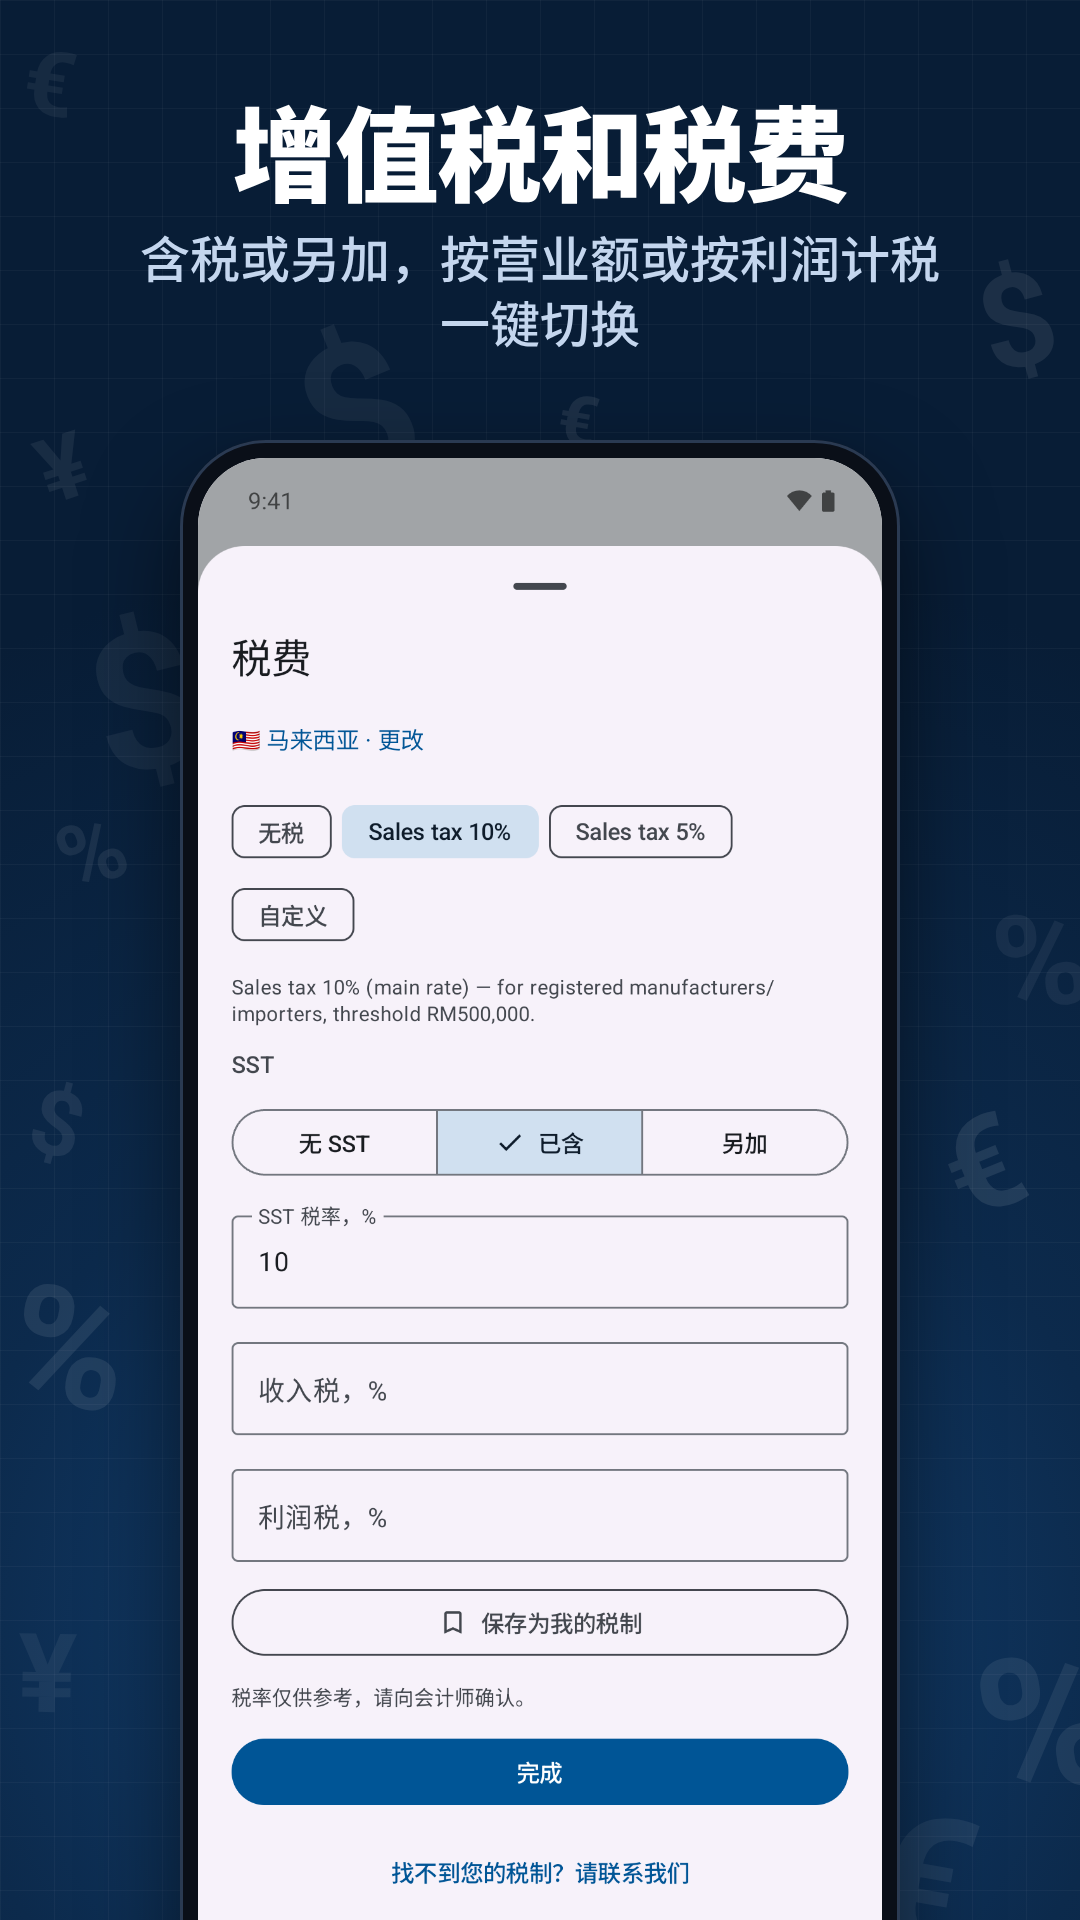 增值税和税费
含税或另加，按营业额或按利润计税
一键切换
9:41
税费
马来西亚 · 更改
无税
Sales tax 10%
Sales tax 5%
自定义
Sales tax 10% (main rate) — for registered manufacturers/
importers, threshold RM500,000.
SST
无 SST
已含
另加
SST 税率，%
10
收入税，%
利润税，%
保存为我的税制
税率仅供参考，请向会计师确认。
完成
找不到您的税制？请联系我们